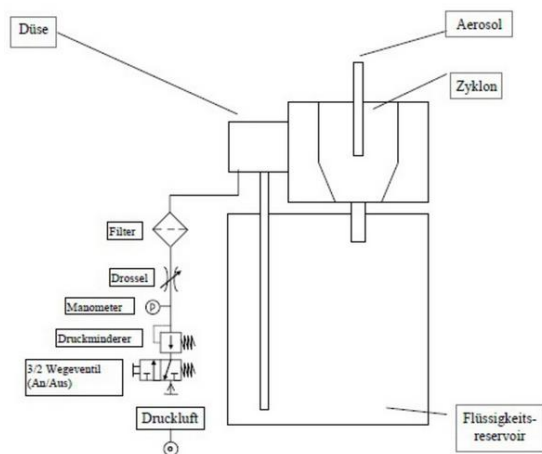 Düse
Aerosol
Zyklon
Filter
Drossel
Manometer
P
Druckminderer
3/2 Wegeventil
(An/Aus)
Druckluft
Flüssigkeits-
reservoir